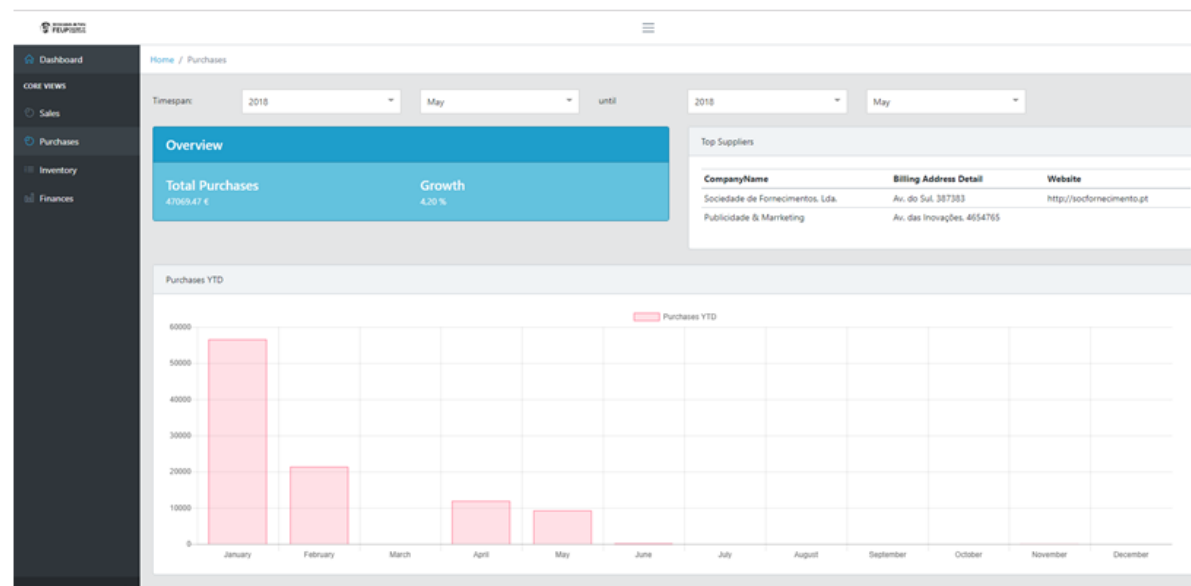 FEUP
Dashboard
Home / Purchases
CORE VIEWS
Timespan: 2018 May until 2018 May
Sales
Purchases
Inventory
Finances
Overview
Total Purchases Growth
47069.47 € 4,20 %
Top Suppliers
CompanyName Billing Address Detail Website
Sociedade de Fornecimentos, Lda. Av. do Sul, 387383 http://socfornecimento.pt
Publicidade & Marrketing Av. das Inovações, 4654765
Purchases YTD
Purchases YTD
60000
50000
40000
30000
20000
10000
0
January February March April May June July August September October November December